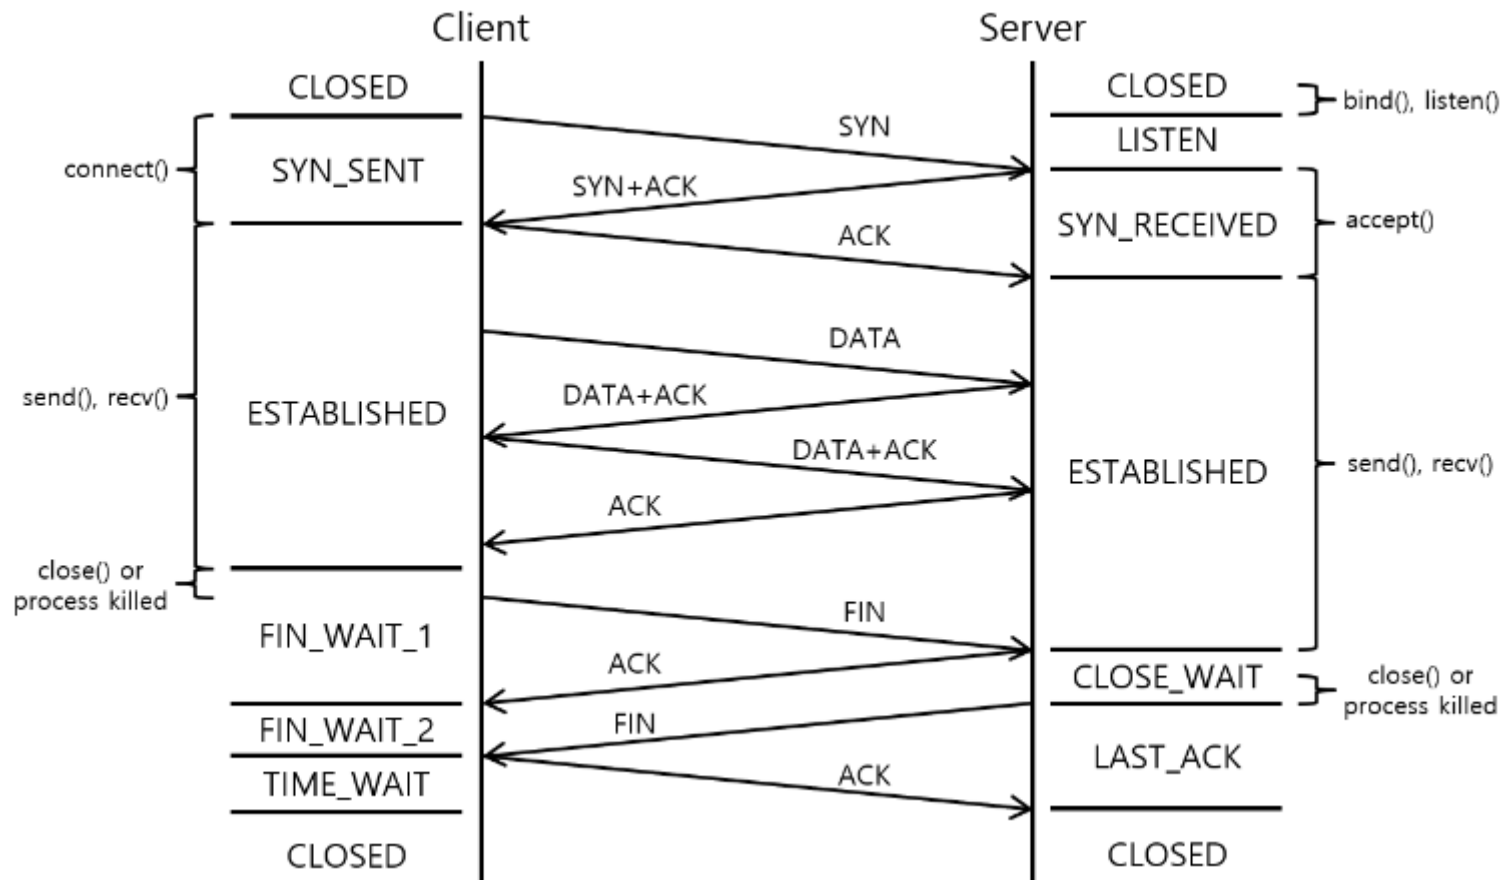 Client
Server
CLOSED
CLOSED
bind(), listen()
SYN
LISTEN
connect()
SYN_SENT
SYN+ACK
SYN_RECEIVED
accept()
ACK
DATA
DATA+ACK
send(), recv()
ESTABLISHED
DATA+ACK
ESTABLISHED
send(), recv()
ACK
close() or
process killed
FIN
FIN_WAIT_1
ACK
CLOSE_WAIT
close() or
process killed
FIN_WAIT_2
FIN
LAST_ACK
TIME_WAIT
ACK
CLOSED
CLOSED